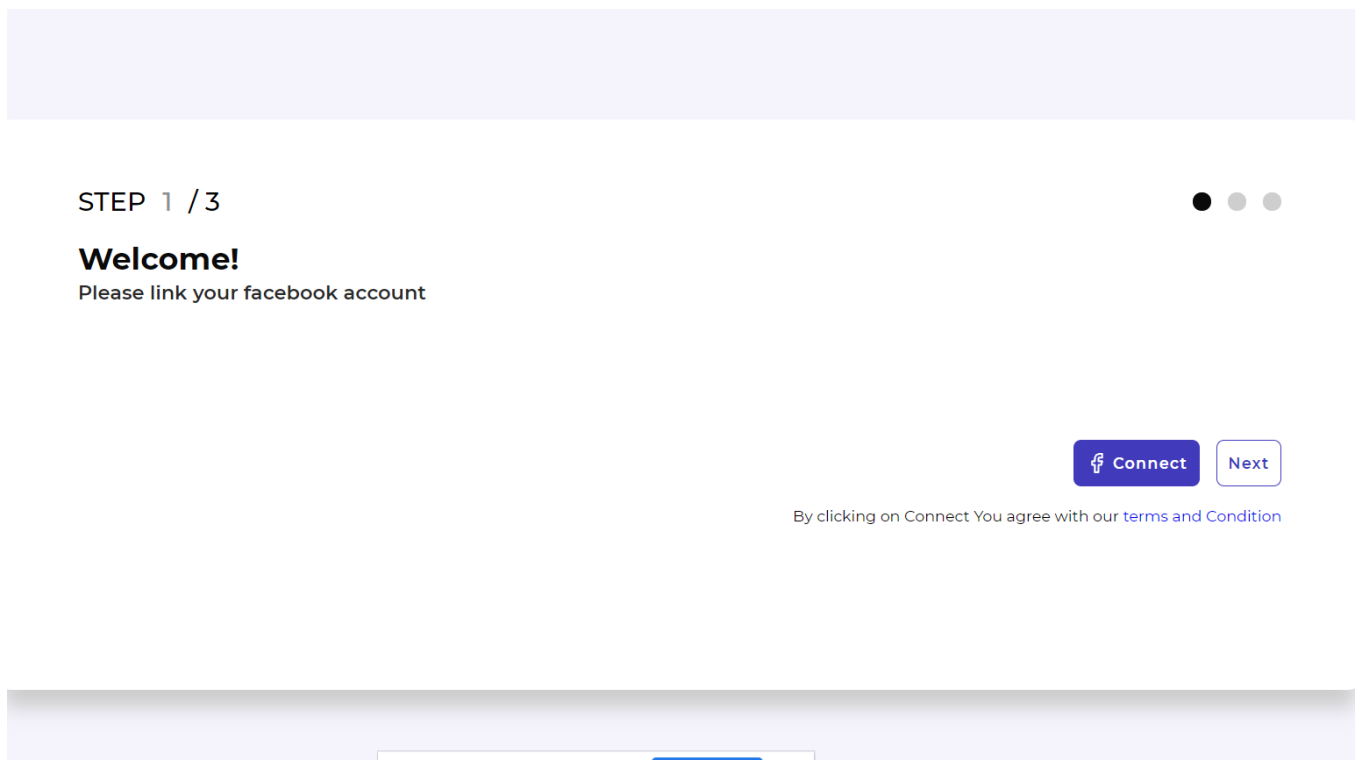 STEP 1 / 3
Welcome!
Please link your facebook account
Connect Next
By clicking on Connect You agree with our terms and Condition